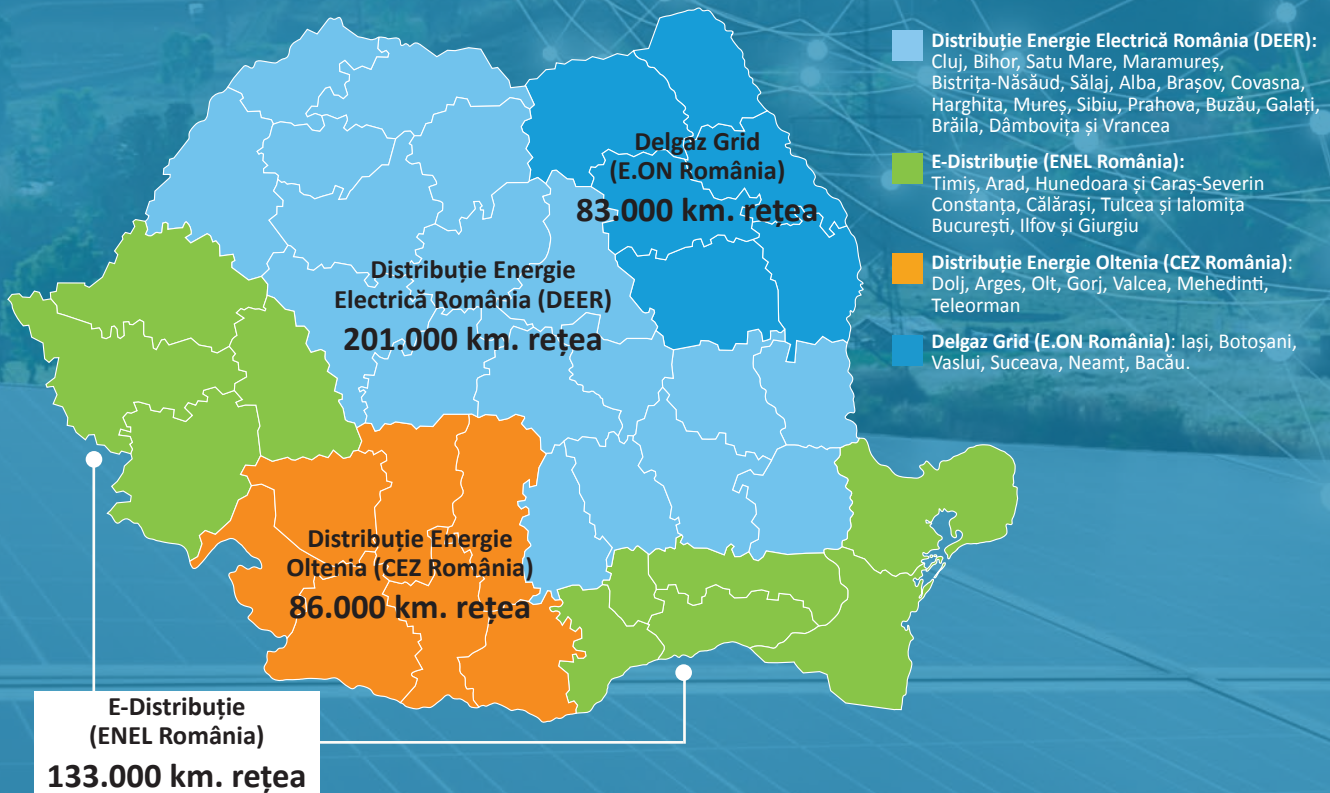 Delgaz Grid
(E.ON România)
83.000 km. rețea
Distribuție Energie
Electrică România (DEER)
201.000 km. rețea
Distribuție Energie
Oltenia (CEZ România)
86.000 km. rețea
E-Distribuție
(ENEL România)
133.000 km. rețea
Distribuție Energie Electrică România (DEER):
Cluj, Bihor, Satu Mare, Maramureș,
Bistrița-Năsăud, Sălaj, Alba, Brașov, Covasna,
Harghita, Mureș, Sibiu, Prahova, Buzău, Galați,
Brăila, Dâmbovița și Vrancea
E-Distribuție (ENEL România):
Timiș, Arad, Hunedoara și Caraș-Severin
Constanța, Călărași, Tulcea și Ialomița
București, Ilfov și Giurgiu
Distribuție Energie Oltenia (CEZ România):
Dolj, Arges, Olt, Gorj, Valcea, Mehedinti,
Teleorman
Delgaz Grid (E.ON România): Iași, Botoșani,
Vaslui, Suceava, Neamț, Bacău.